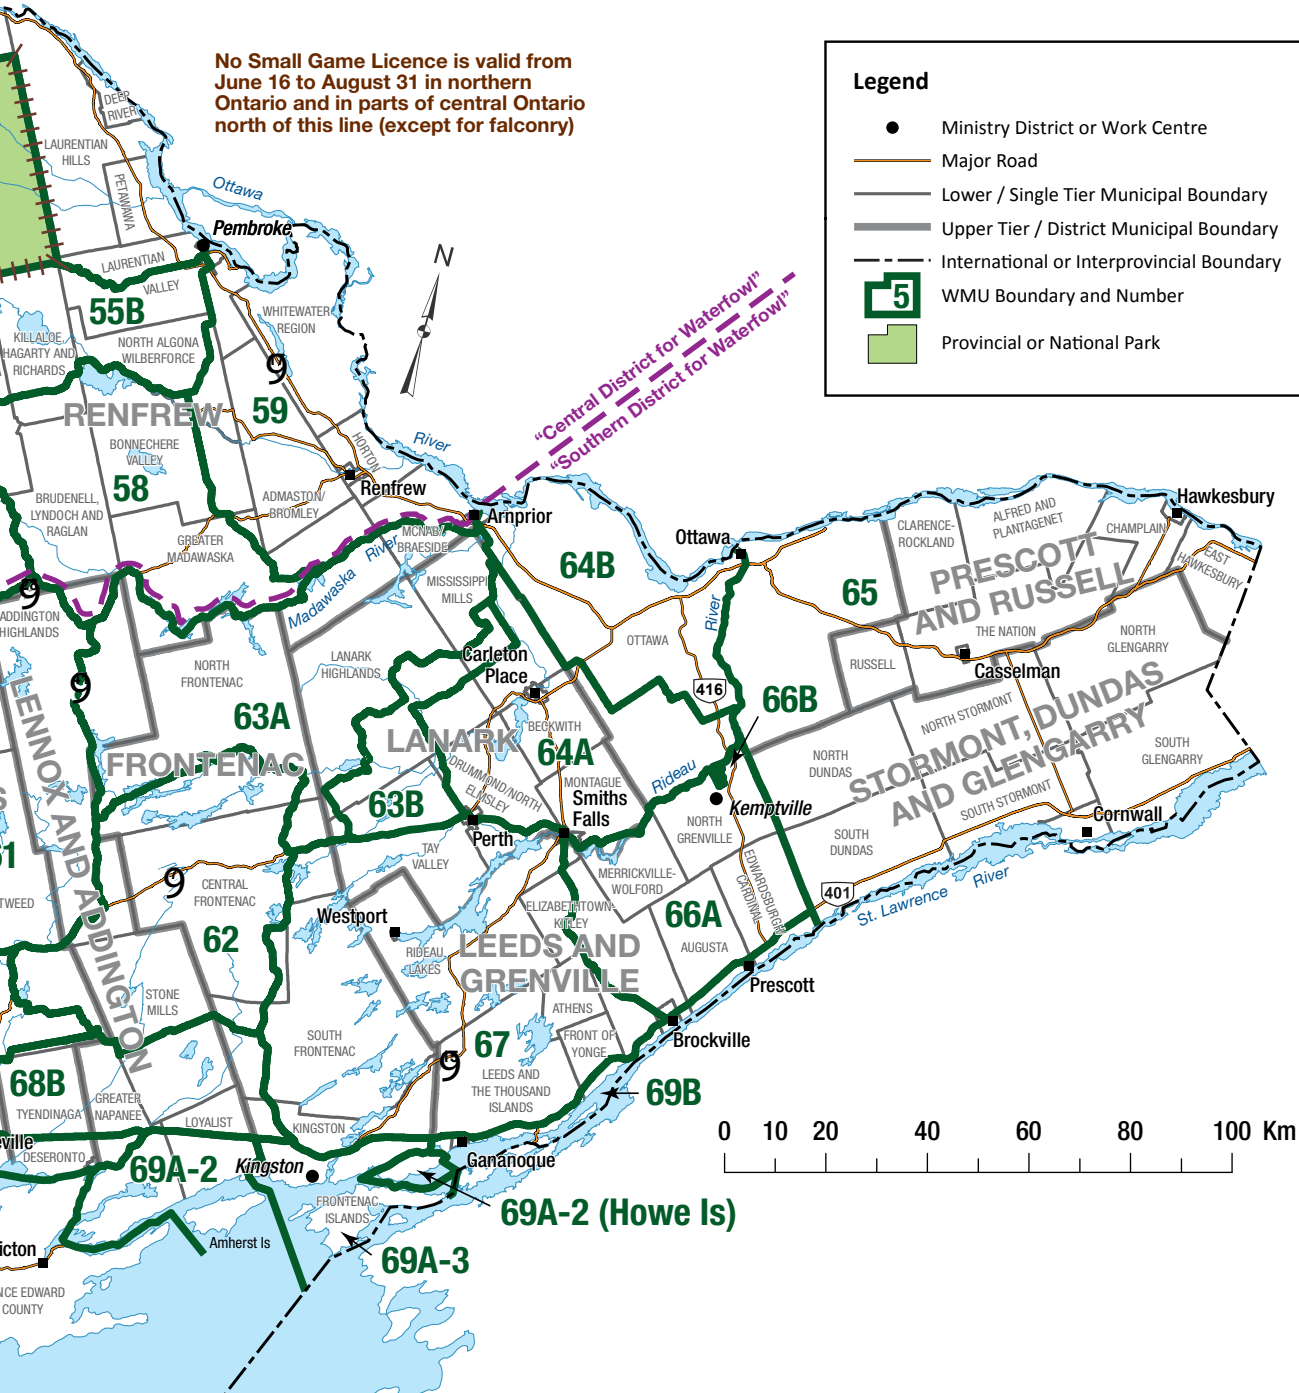 No Small Game Licence is valid from
June 16 to August 31 in northern
Ontario and in parts of central Ontario
north of this line (except for falconry)
Legend
Ministry District or Work Centre
Major Road
Lower / Single Tier Municipal Boundary
Upper Tier / District Municipal Boundary
International or Interprovincial Boundary
5
WMU Boundary and Number
Provincial or National Park
DEEP
RIVER
LAURENTIAN
HILLS
PETAWAWA
Ottawa
Pembroke
LAURENTIAN
VALLEY
55B
WHITEWATER
REGION
N
KILLALOE,
HAGARTY AND
RICHARDS
NORTH ALGONA
WILBERFORCE
9
"Central District for Waterfowl"
"Southern District for Waterfowl"
RENFREW
59
BONNECHERE
VALLEY
HORTON
River
58
Renfrew
BRUDENELL,
LYNDOCH AND
RAGLAN
ADMASTON/
BROMLEY
Arnprior
GREATER
MADAWASKA
MCNAB/
BRAESIDE
Madawaska
River
Ottawa
CLARENCE-
ROCKLAND
ALFRED AND
PLANTAGENET
Hawkesbury
CHAMPLAIN
EAST
HAWKESBURY
64B
65
PRESCOTT
AND RUSSELL
MISSISSIPPI
MILLS
9
ADDINGTON
HIGHLANDS
River
OTTAWA
THE NATION
NORTH
GLENGARRY
RUSSELL
Casselman
LANARK
HIGHLANDS
Carleton
Place
NORTH
FRONTENAC
9
416
66B
63A
BECKWITH
NORTH STORMONT
STORMONT, DUNDAS
AND GLENGARRY
LANARK
64A
NORTH
DUNDAS
SOUTH
GLENGARRY
LENNOX AND ADDINGTON
FRONTENAC
DRUMMOND/NORTH
ELMSLEY
MONTAGUE
Rideau
63B
Smiths
Falls
Kemptville
SOUTH STORMONT
Cornwall
Perth
NORTH
GRENVILLE
SOUTH
DUNDAS
TAY
VALLEY
61
9
CENTRAL
FRONTENAC
MERRICKVILLE-
WOLFORD
EDWARDSBURGH/
CARDINAL
401
St. Lawrence
River
TWEED
Westport
ELIZABETHTOWN-
KITLEY
66A
62
AUGUSTA
RIDEAU
LAKES
LEEDS AND
GRENVILLE
Prescott
STONE
MILLS
ATHENS
SOUTH
FRONTENAC
67
FRONT OF
YONGE
Brockville
9
68B
LEEDS AND
THE THOUSAND
ISLANDS
69B
TYENDINAGA
GREATER
NAPANEE
LOYALIST
KINGSTON
0 10 20 40 60 80 100 Km
eville
DESERONTO
69A-2
Kingston
Gananoque
FRONTENAC
ISLANDS
69A-2 (Howe Is)
Amherst Is
69A-3
icton
NCE EDWARD
COUNTY